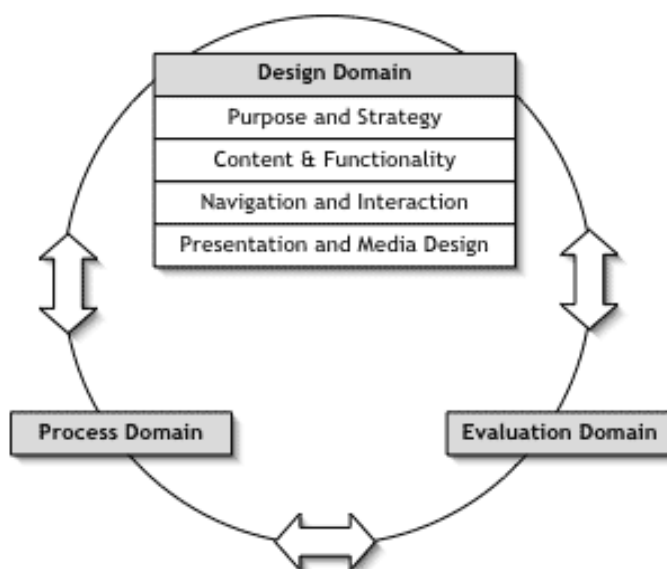 Design Domain
Purpose and Strategy
Content & Functionality
Navigation and Interaction
Presentation and Media Design
Process Domain
Evaluation Domain